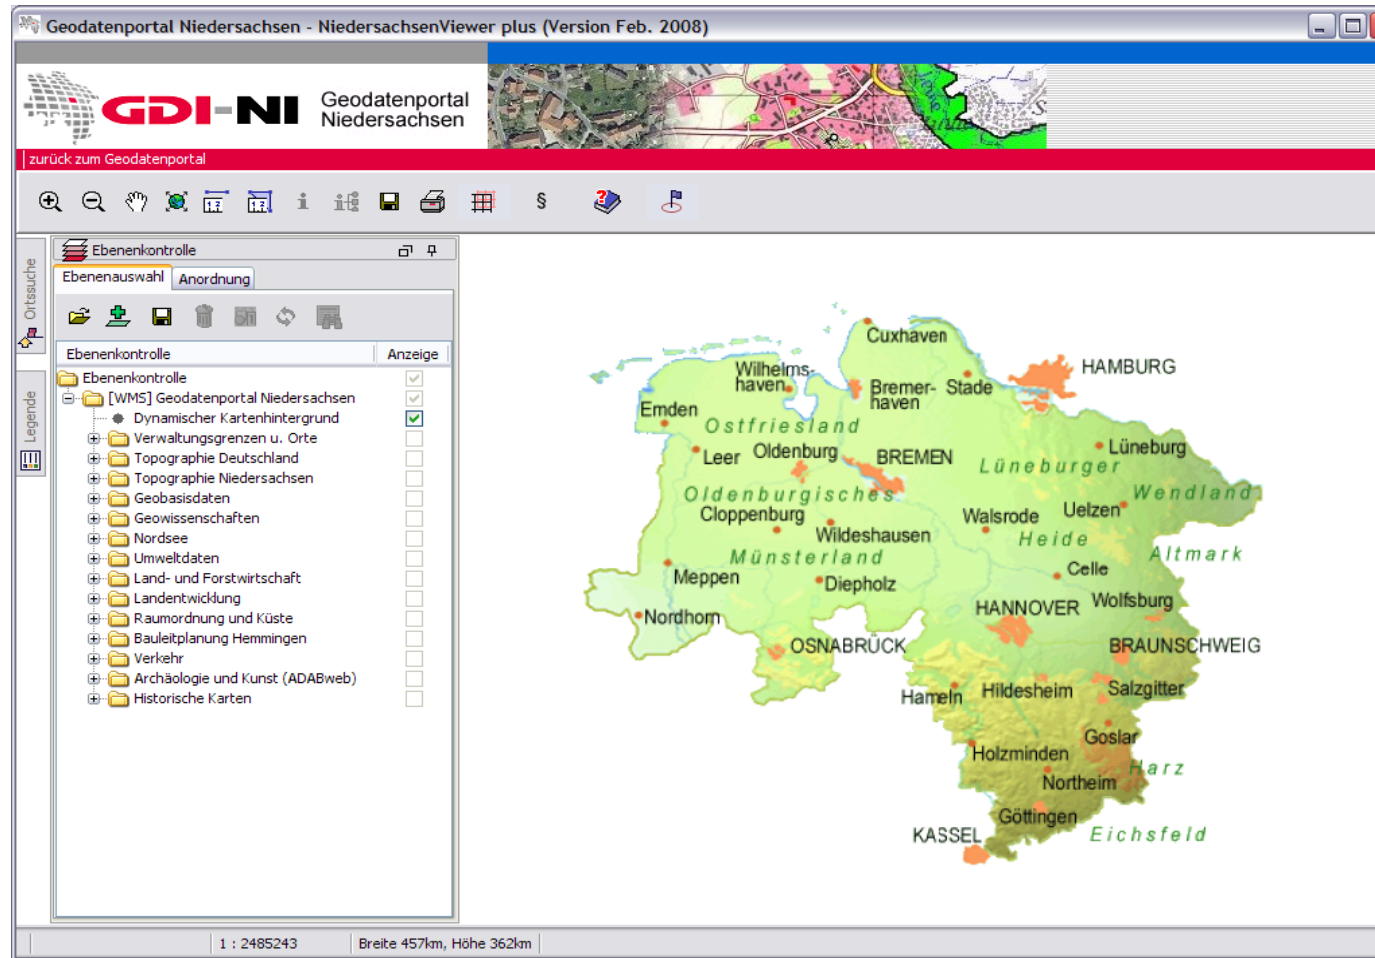 Geodatenportal Niedersachsen - NiedersachsenViewer plus (Version Feb. 2008)
GDI-NI
Geodatenportal
Niedersachsen
zurück zum Geodatenportal
1 2
1 2
i
i
§
?
Ortssuche
Legende
Ebenenkontrolle
Ebenenauswahl
Anordnung
Ebenenkontrolle
Anzeige
Ebenenkontrolle
[WMS] Geodatenportal Niedersachsen
Dynamischer Kartenhintergrund
Verwaltungsgrenzen u. Orte
Topographie Deutschland
Topographie Niedersachsen
Geobasisdaten
Geowissenschaften
Nordsee
Umweltdaten
Land- und Forstwirtschaft
Landentwicklung
Raumordnung und Küste
Bauleitplanung Hemmingen
Verkehr
Archäologie und Kunst (ADABweb)
Historische Karten
Cuxhaven
HAMBURG
Wilhelms-
haven
Bremer-
haven
Stade
Emden
Ostfriesland
Leer
Oldenburg
BREMEN
Lüneburg
Lüneburger
Oldenburgisches
Wendland
Cloppenburg
Wildeshausen
Walsrode
Uelzen
Heide
Münsterland
Altmark
Meppen
Diepholz
Celle
Nordhorn
HANNOVER
Wolfsburg
OSNABRÜCK
BRAUNSCHWEIG
Hameln
Hildesheim
Salzgitter
Goslar
Holzminden
Harz
Northeim
Göttingen
KASSEL
Eichsfeld
1 : 2485243
Breite 457km, Höhe 362km